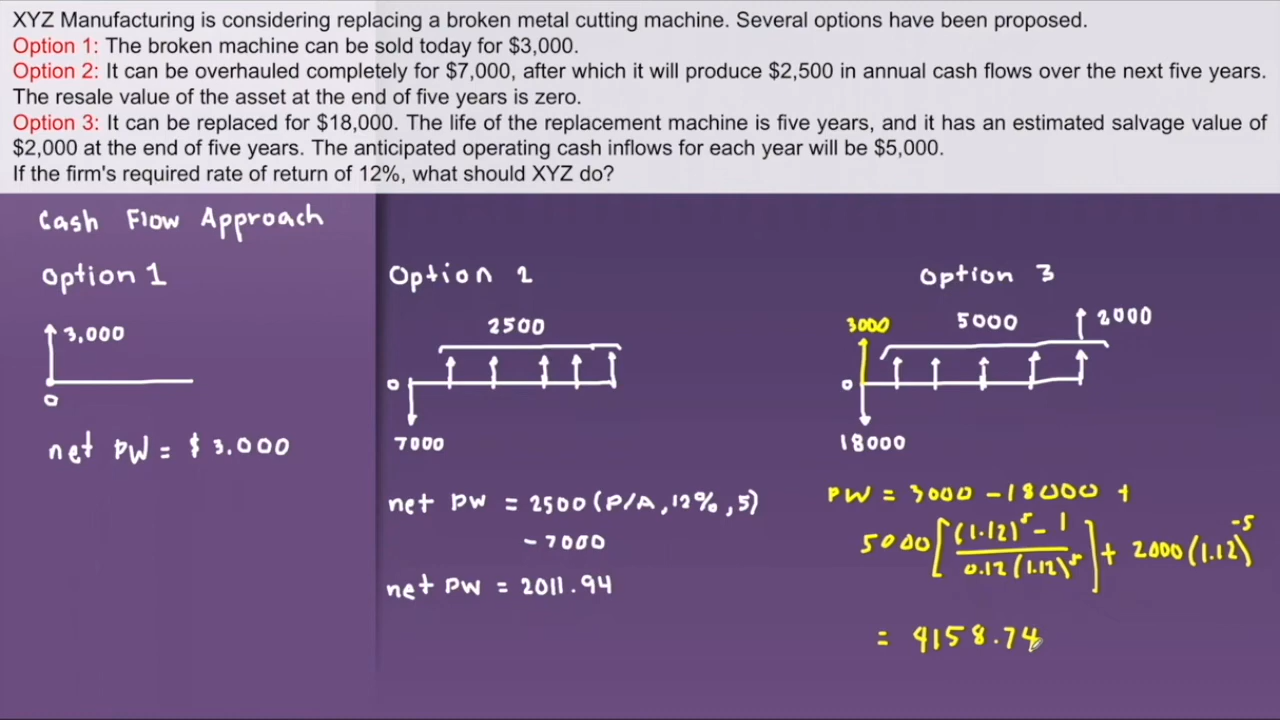 XYZ Manufacturing is considering replacing a broken metal cutting machine. Several options have been proposed.
Option 1: The broken machine can be sold today for $3,000.
Option 2: It can be overhauled completely for $7,000, after which it will produce $2,500 in annual cash flows over the next five years.
The resale value of the asset at the end of five years is zero.
Option 3: It can be replaced for $18,000. The life of the replacement machine is five years, and it has an estimated salvage value of
$2,000 at the end of five years. The anticipated operating cash inflows for each year will be $5,000.
If the firm's required rate of return of 12%, what should XYZ do?
Cash Flow Approach
Option 1
3,000
0
net PW = $ 3,000
Option 2
2500
0
7000
net PW = 2500 (P/A, 12%, 5)
- 7000
net PW = 2011.94
Option 3
3000 5000 2000
0
18000
PW = 3000 - 18000 +
5000 [ (1.12)^5 - 1 / 0.12 (1.12)^5 ] + 2000 (1.12)^-5
= 4158.74